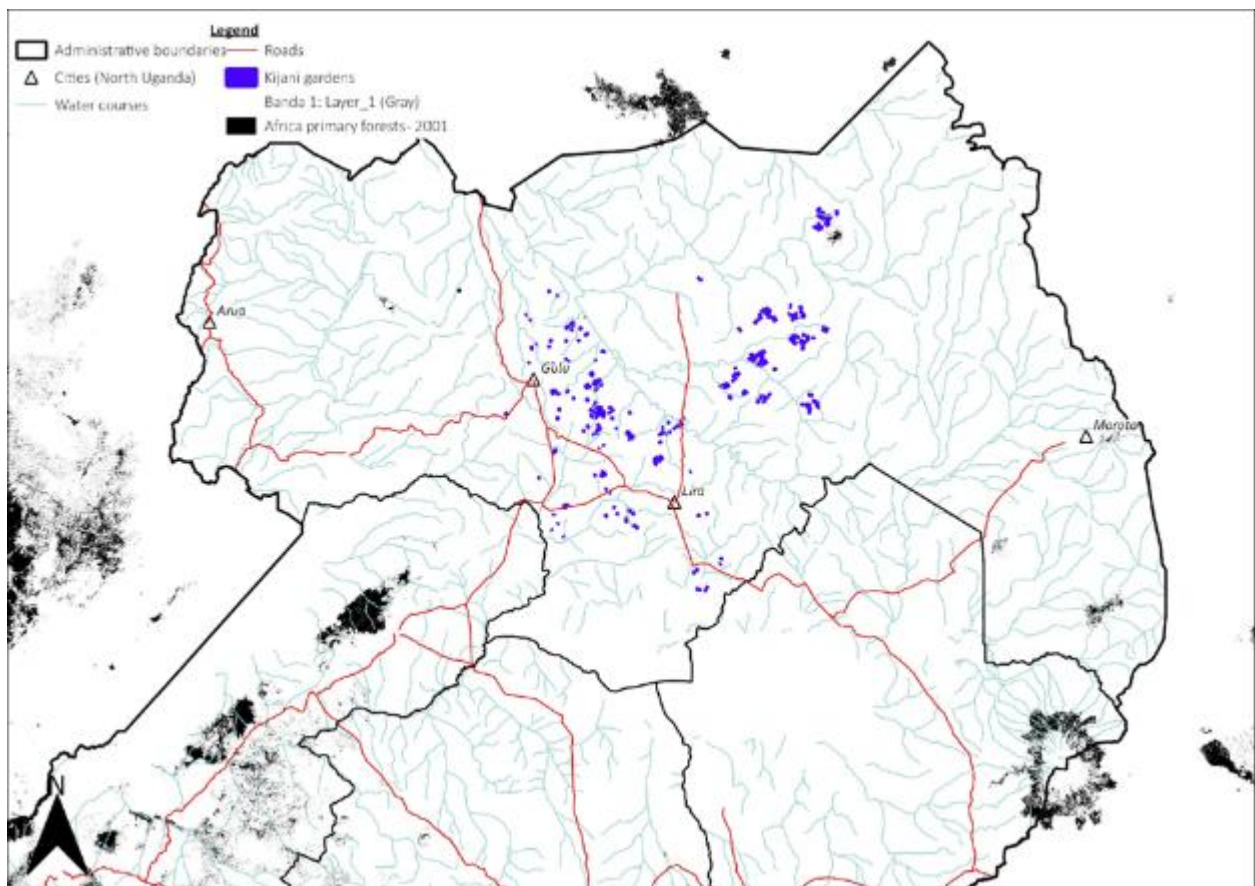 Legend
Administrative boundaries
Roads
Cities (North Uganda)
Kijani gardens
Water courses
Banda 1: Layer_1 (Gray)
Africa primary forests- 2001
Arua
Gulu
Moroto
Lira
N